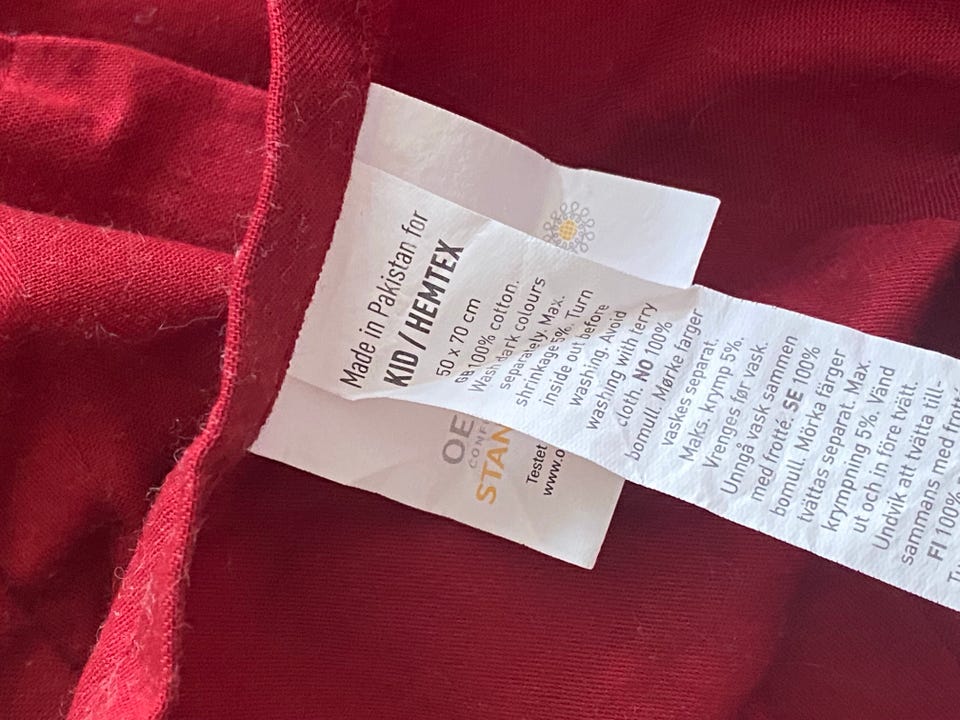 Made in Pakistan for
KID / HEMTEX
50 x 70 cm
GB 100% cotton.
Wash dark colours
separately. Max.
shrinkage 5%. Turn
inside out before
washing. Avoid
washing with terry
cloth. NO 100%
bomull. Mørke farger
vaskes separat.
Maks. krymp 5%.
Vrenges før vask.
Unngå vask sammen
med frotté. SE 100%
bomull. Mörka färger
tvättas separat. Max.
krympning 5%. Vänd
ut och in före tvätt.
Undvik att tvätta till-
sammans med frotté
FI 100%
OE
CONF
STAN
Testet
www.o